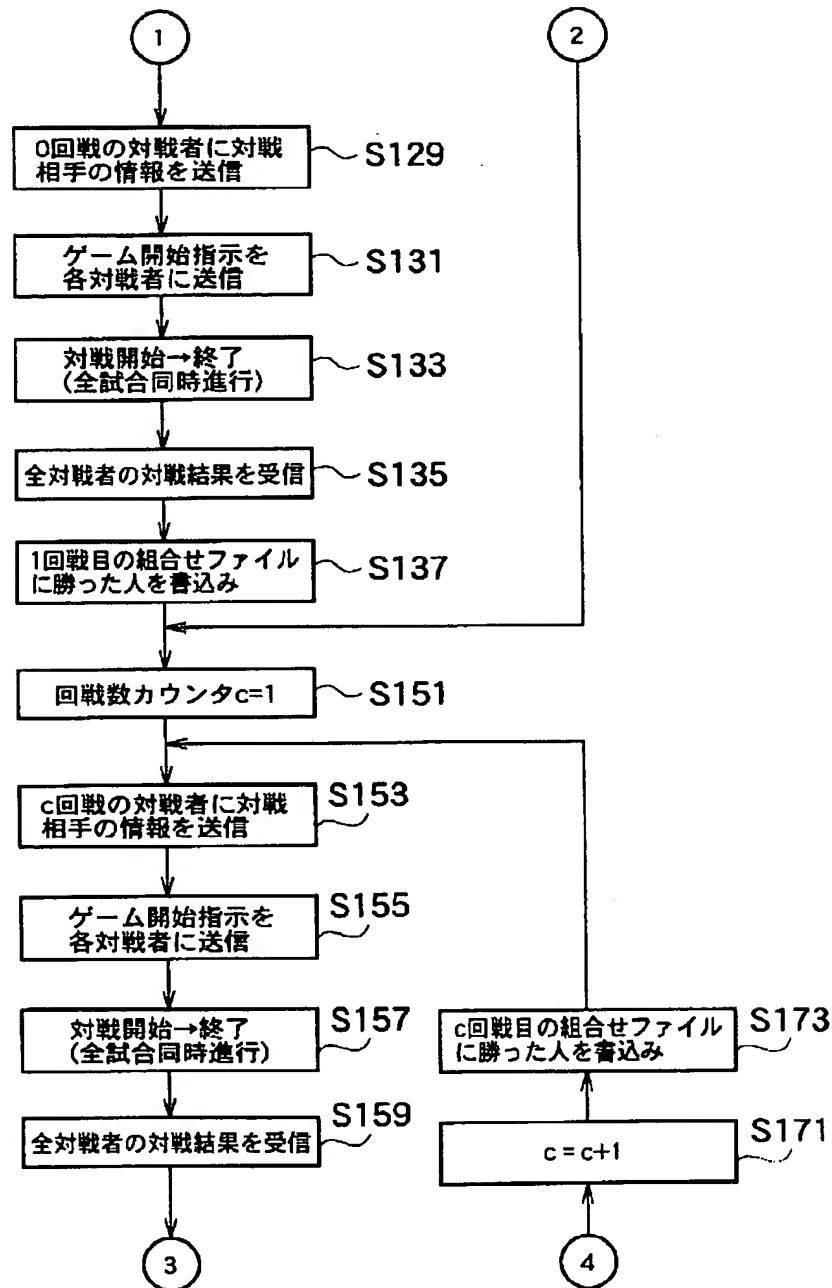 1
2
0回戦の対戦者に対戦
相手の情報を送信
S129
ゲーム開始指示を
各対戦者に送信
S131
対戦開始→終了
(全試合同時進行)
S133
全対戦者の対戦結果を受信
S135
1回戦目の組合せファイル
に勝った人を書込み
S137
回戦数カウンタc=1
S151
c回戦の対戦者に対戦
相手の情報を送信
S153
ゲーム開始指示を
各対戦者に送信
S155
対戦開始→終了
(全試合同時進行)
S157
全対戦者の対戦結果を受信
S159
3
c回戦目の組合せファイル
に勝った人を書込み
S173
c=c+1
S171
4